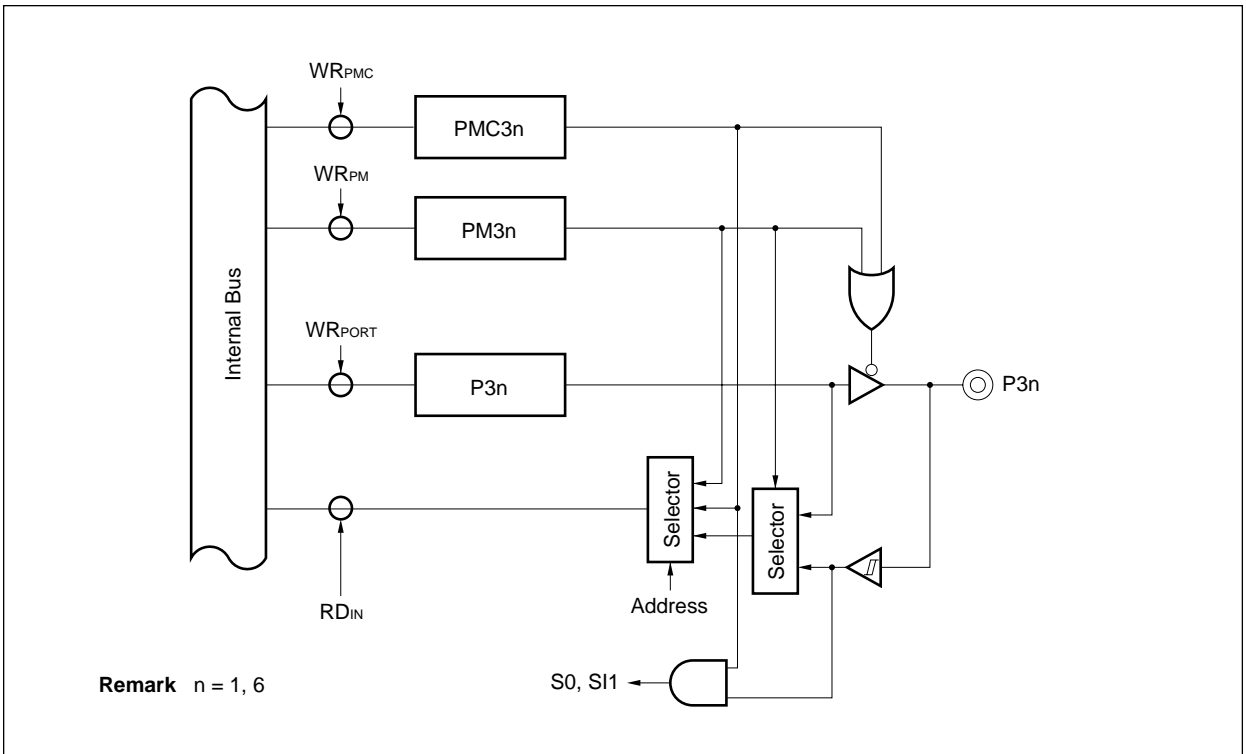 WRPMC
PMC3n
WRPM
PM3n
Internal Bus
WRPORT
P3n
P3n
Selector
Selector
Address
RDIN
S0, SI1
Remark n = 1, 6